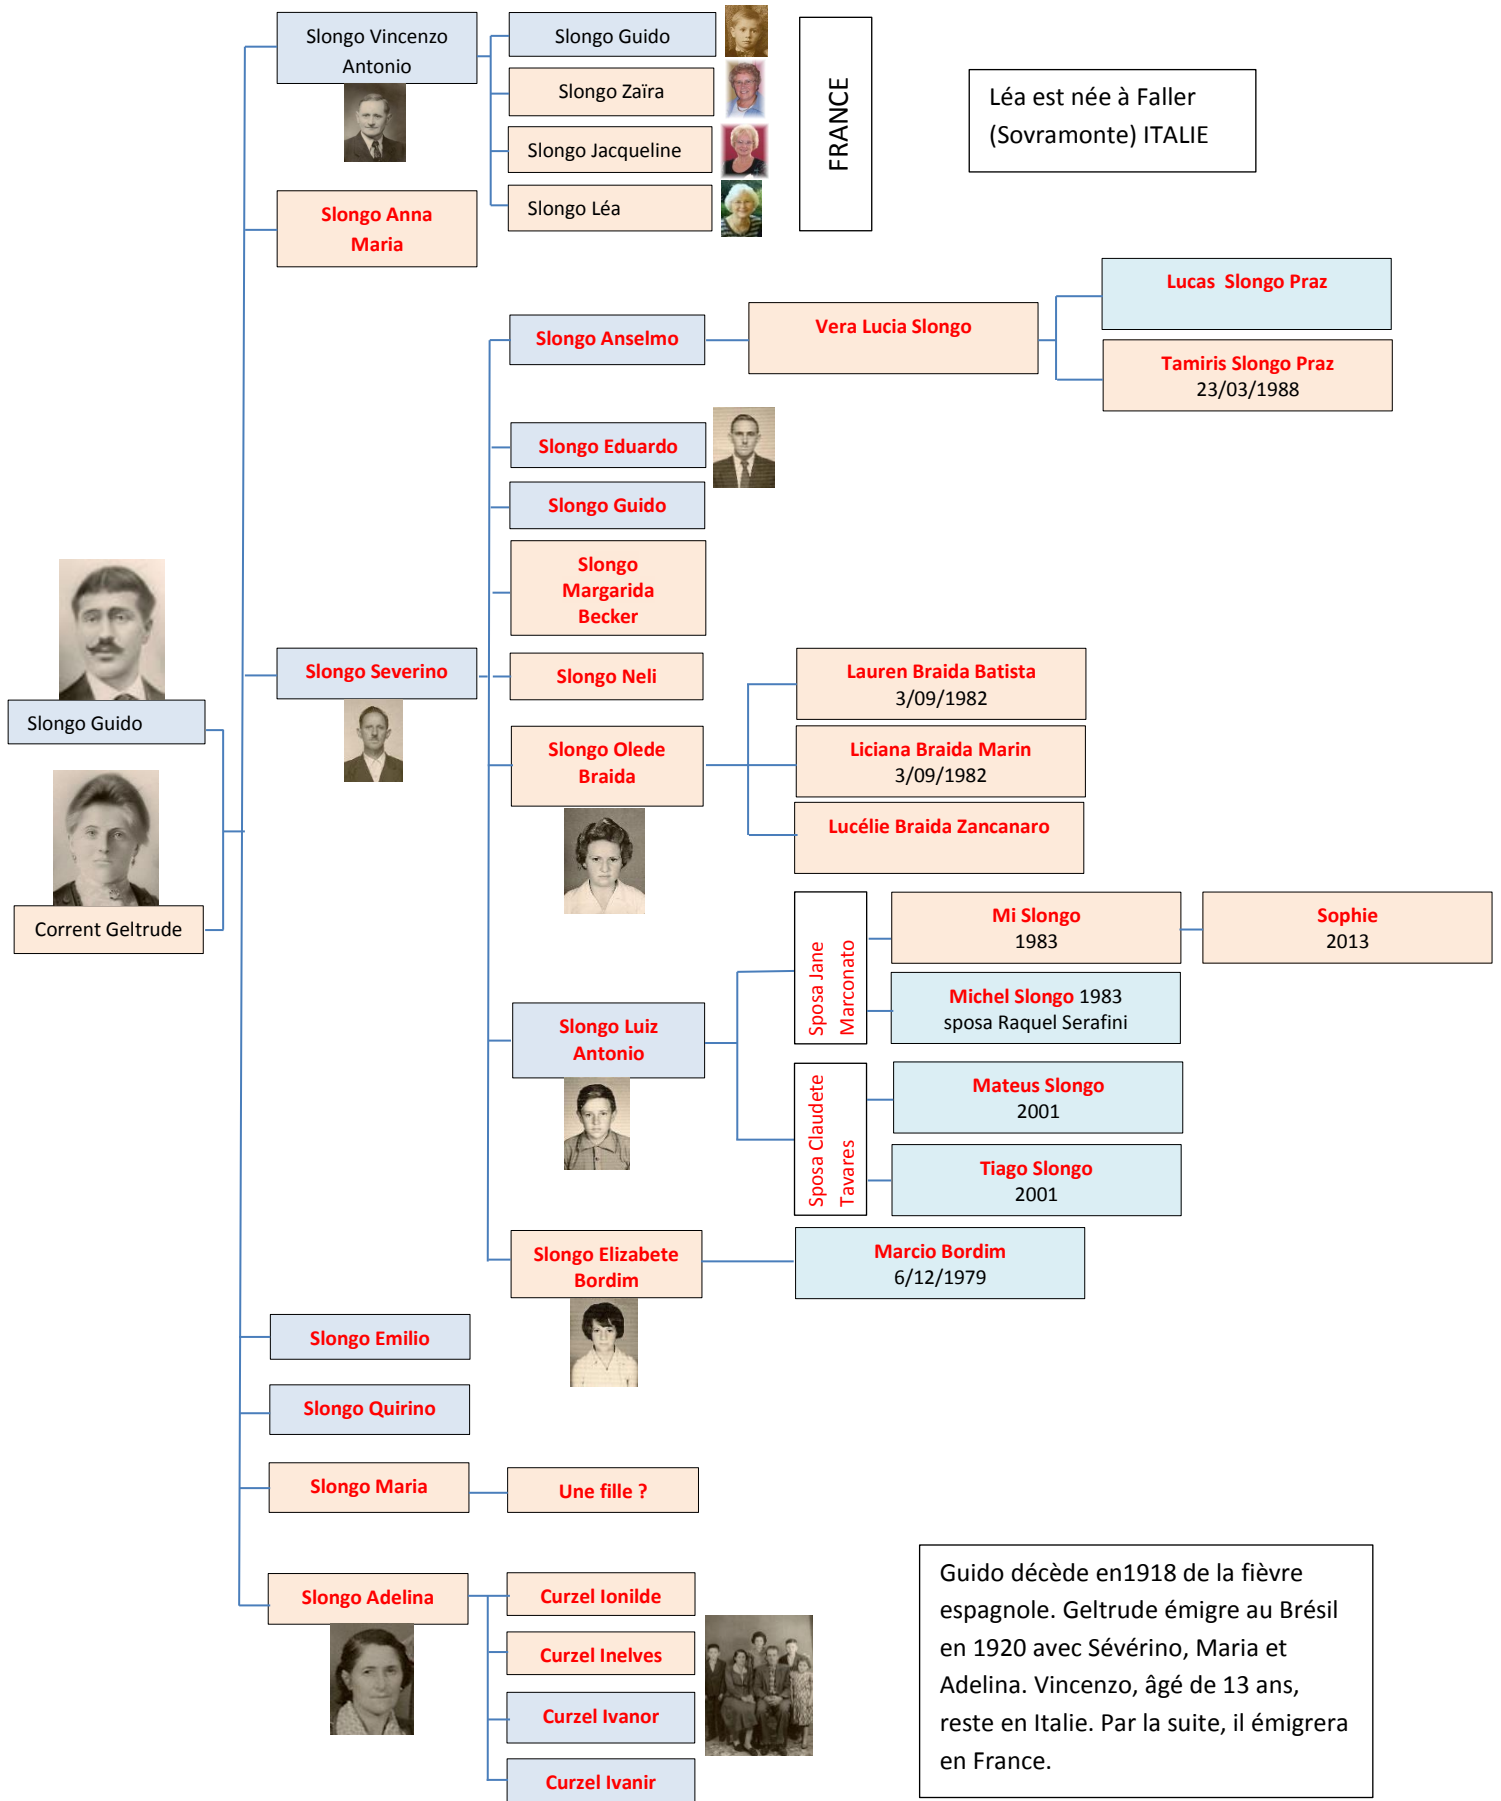 Slongo Vincenzo
Antonio
Slongo Guido
Slongo Zaïra
Slongo Jacqueline
Slongo Léa
FRANCE
Léa est née à Faller
(Sovramonte) ITALIE
Slongo Anna
Maria
Slongo Anselmo
Vera Lucia Slongo
Lucas  Slongo Praz
Tamiris Slongo Praz
23/03/1988
Slongo Eduardo
Slongo Guido
Slongo
Margarida
Becker
Slongo Guido
Corrent Geltrude
Slongo Severino
Slongo Neli
Slongo Olede
Braida
Lauren Braida Batista
3/09/1982
Liciana Braida Marin
3/09/1982
Lucélie Braida Zancanaro
Slongo Luiz
Antonio
Sposa Jane
Marconato
Mi Slongo
1983
Sophie
2013
Michel Slongo 1983
sposa Raquel Serafini
Sposa Claudete
Tavares
Mateus Slongo
2001
Tiago Slongo
2001
Slongo Elizabete
Bordim
Marcio Bordim
6/12/1979
Slongo Emilio
Slongo Quirino
Slongo Maria
Une fille ?
Slongo Adelina
Curzel Ionilde
Curzel Inelves
Curzel Ivanor
Curzel Ivanir
Guido décède en1918 de la fièvre
espagnole. Geltrude émigre au Brésil
en 1920 avec Sévérino, Maria et
Adelina. Vincenzo, âgé de 13 ans,
reste en Italie. Par la suite, il émigrera
en France.